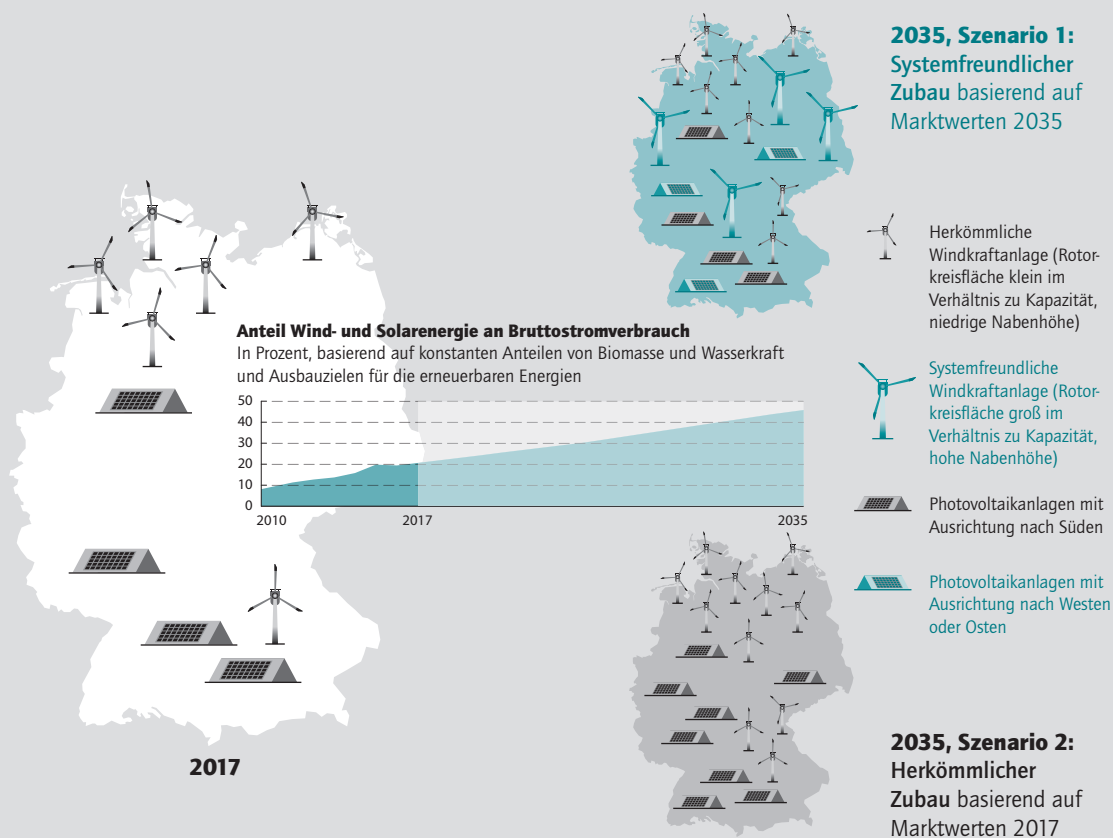 2035, Szenario 1:
Systemfreundlicher
Zubau basierend auf
Marktwerten 2035
Herkömmliche
Windkraftanlage (Rotor-
kreisfläche klein im
Verhältnis zu Kapazität,
niedrige Nabenhöhe)
Systemfreundliche
Windkraftanlage (Rotor-
kreisfläche groß im
Verhältnis zu Kapazität,
hohe Nabenhöhe)
Photovoltaikanlagen mit
Ausrichtung nach Süden
Photovoltaikanlagen mit
Ausrichtung nach Westen
oder Osten
Anteil Wind- und Solarenergie an Bruttostromverbrauch
In Prozent, basierend auf konstanten Anteilen von Biomasse und Wasserkraft
und Ausbauzielen für die erneuerbaren Energien
50
40
30
20
10
0
2010 2017 2035
2017
2035, Szenario 2:
Herkömmlicher
Zubau basierend auf
Marktwerten 2017